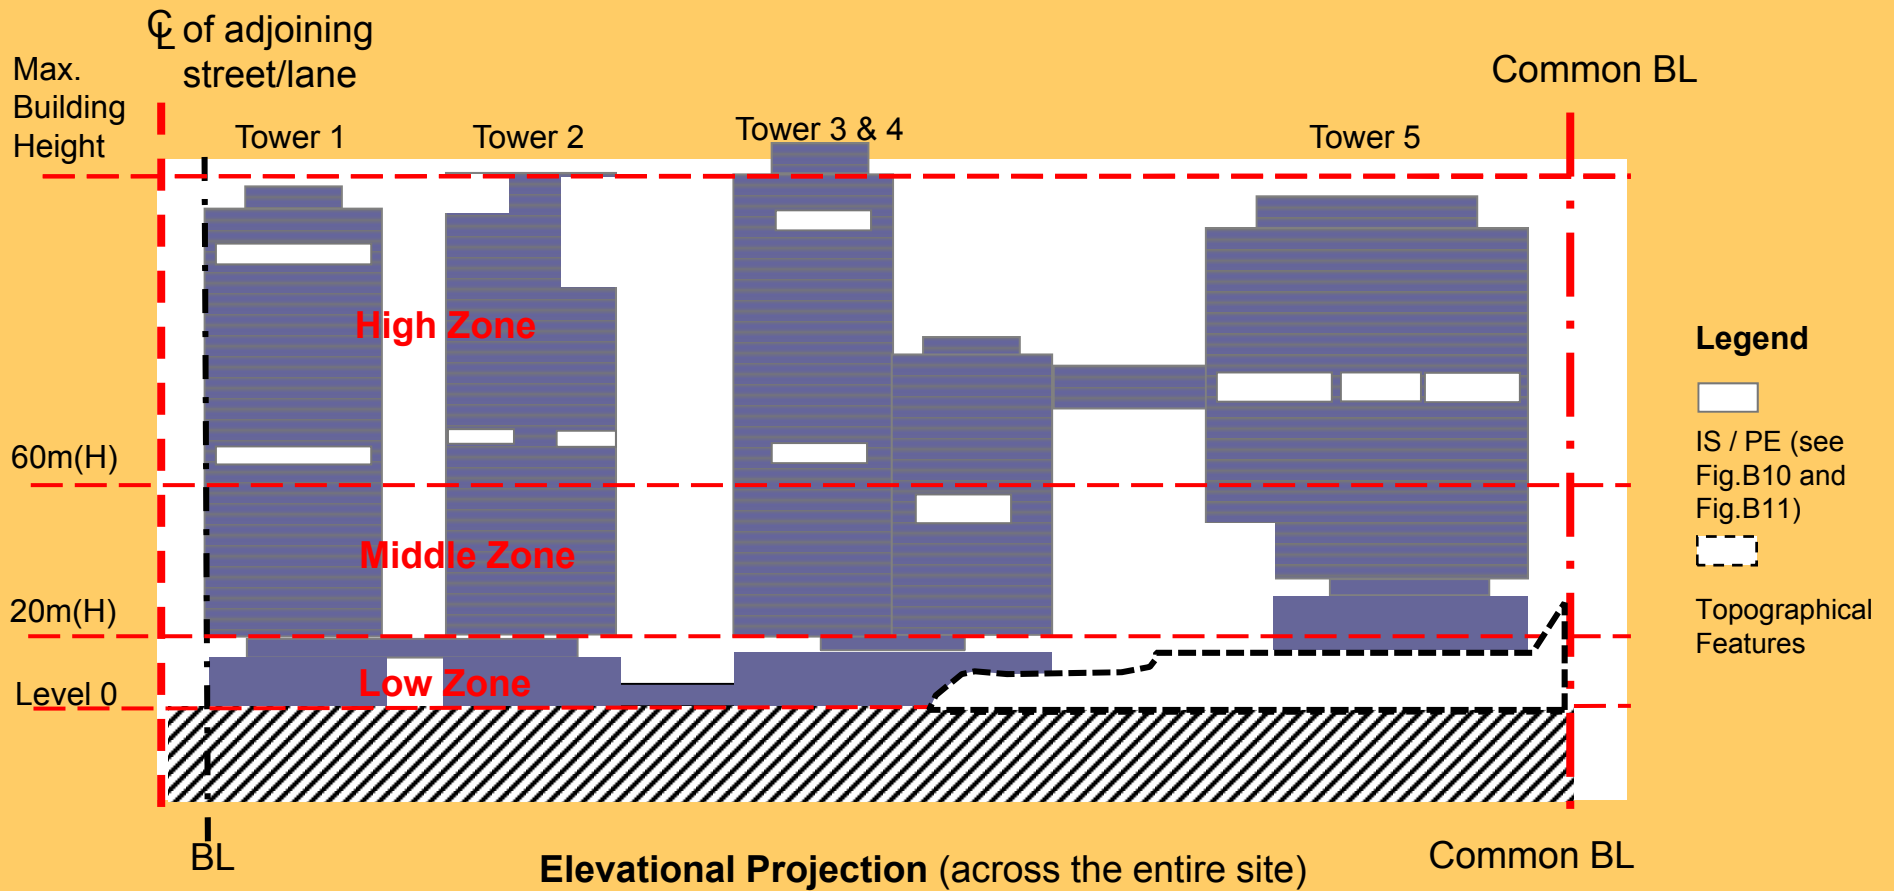 ℄ of adjoining
street/lane
Max.
Building
Height
Common BL
Tower 1
Tower 2
Tower 3 & 4
Tower 5
High Zone
Legend
IS / PE (see
Fig.B10 and
Fig.B11)
60m(H)
Middle Zone
20m(H)
Topographical
Features
Low Zone
Level 0
BL
Elevational Projection (across the entire site)
Common BL